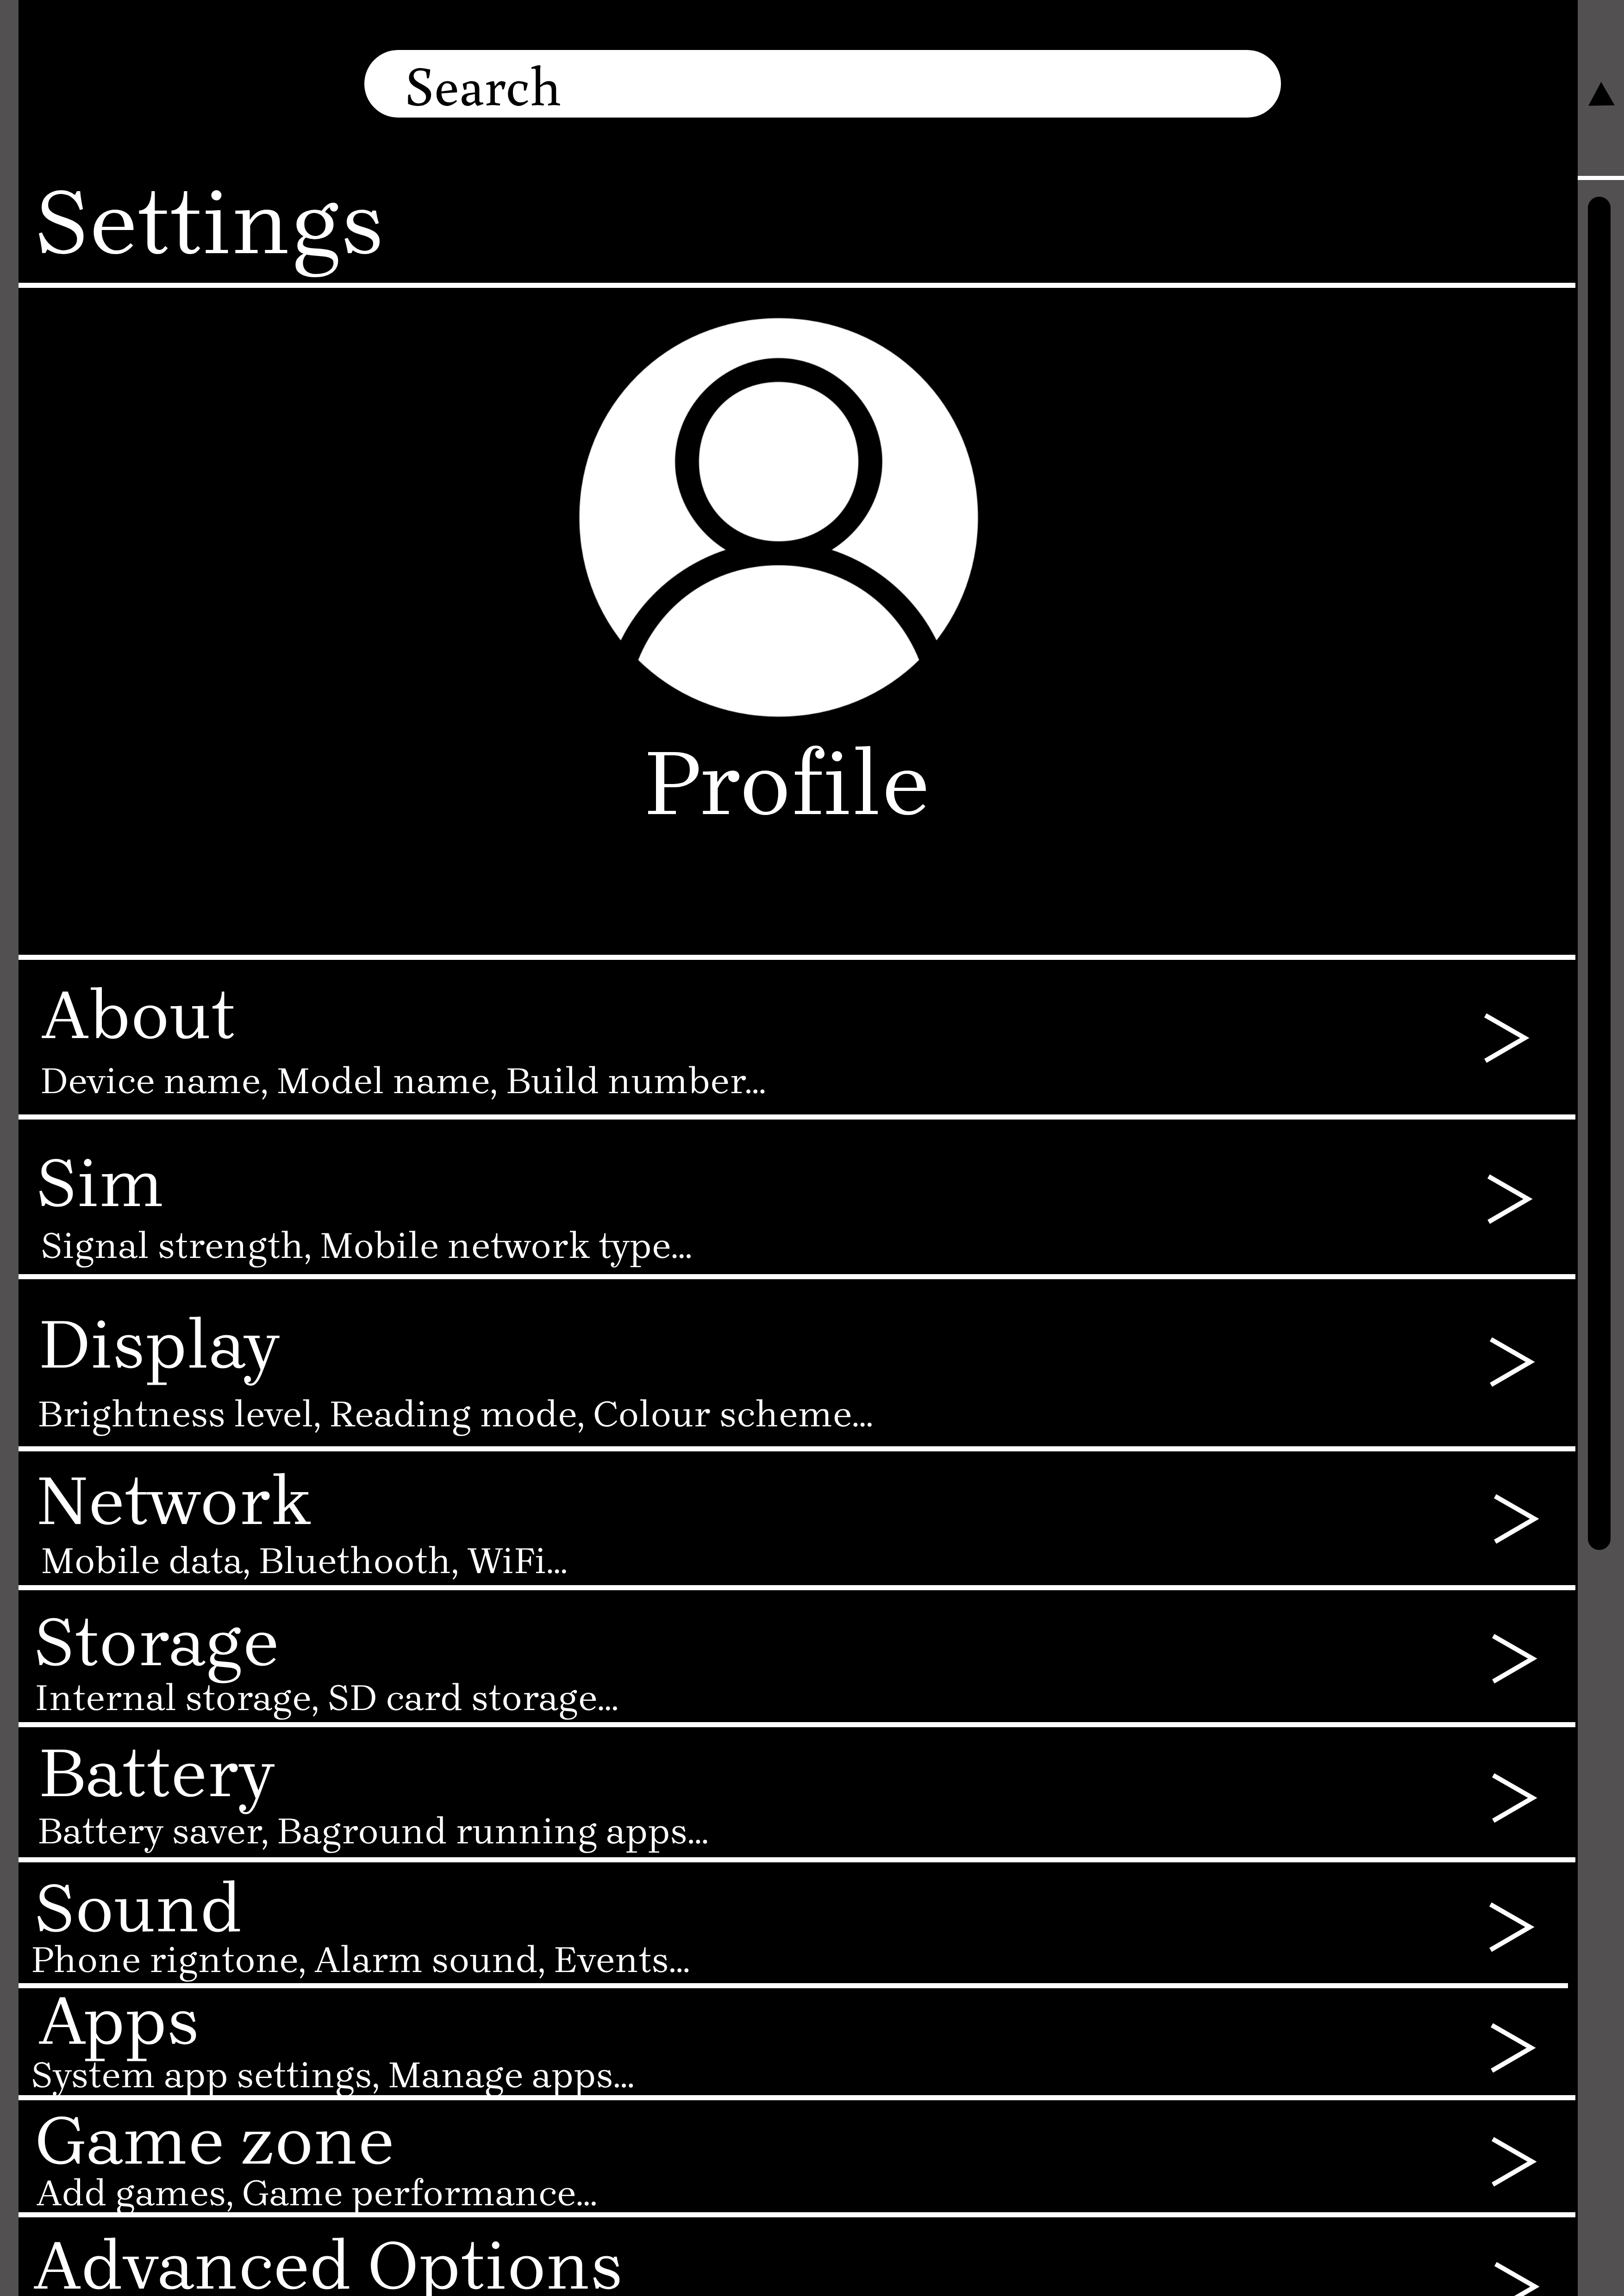 Search
Settings
Profile
About
Device name, Model name, Build number...
Sim
Signal strength, Mobile network type...
Display
Brightness level, Reading mode, Colour scheme...
Network
Mobile data, Bluethooth, WiFi...
Storage
Internal storage, SD card storage...
Battery
Battery saver, Baground running apps...
Sound
Phone rigntone, Alarm sound, Events...
Apps
System app settings, Manage apps...
Game zone
Add games, Game performance...
Advanced Options